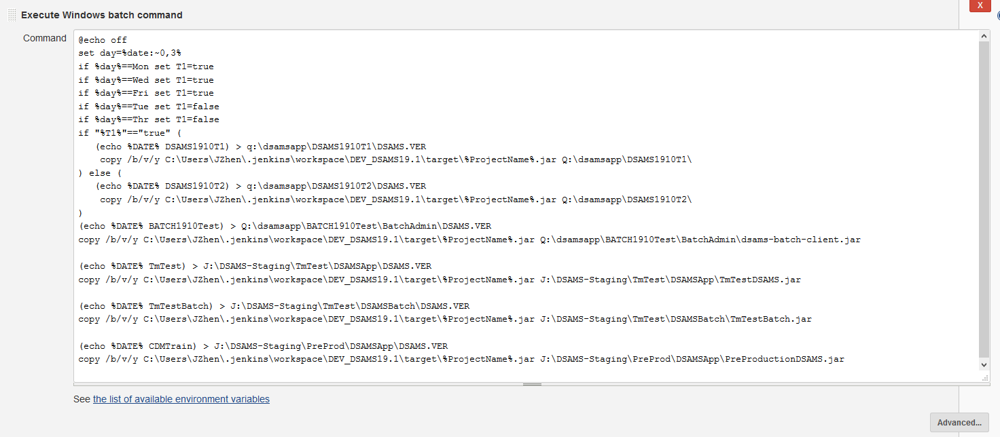 Execute Windows batch command
X
Command
@echo off
set day=%date:~0,3%
if %day%==Mon set T1=true
if %day%==Wed set T1=true
if %day%==Fri set T1=true
if %day%==Tue set T1=false
if %day%==Thr set T1=false
if "%T1%"=="true" (
(echo %DATE% DSAMS1910T1) > q:\dsamsapp\DSAMS1910T1\DSAMS.VER
copy /b/v/y C:\Users\JZhen\.jenkins\workspace\DEV_DSAMS19.1\target\%ProjectName%.jar Q:\dsamsapp\DSAMS1910T1\
) else (
(echo %DATE% DSAMS1910T2) > q:\dsamsapp\DSAMS1910T2\DSAMS.VER
copy /b/v/y C:\Users\JZhen\.jenkins\workspace\DEV_DSAMS19.1\target\%ProjectName%.jar Q:\dsamsapp\DSAMS1910T2\
)
(echo %DATE% BATCH1910Test) > Q:\dsamsapp\BATCH1910Test\BatchAdmin\DSAMS.VER
copy /b/v/y C:\Users\JZhen\.jenkins\workspace\DEV_DSAMS19.1\target\%ProjectName%.jar Q:\dsamsapp\BATCH1910Test\BatchAdmin\dsams-batch-client.jar
(echo %DATE% TmTest) > J:\DSAMS-Staging\TmTest\DSAMSApp\DSAMS.VER
copy /b/v/y C:\Users\JZhen\.jenkins\workspace\DEV_DSAMS19.1\target\%ProjectName%.jar J:\DSAMS-Staging\TmTest\DSAMSApp\TmTestDSAMS.jar
(echo %DATE% TmTestBatch) > J:\DSAMS-Staging\TmTest\DSAMSBatch\DSAMS.VER
copy /b/v/y C:\Users\JZhen\.jenkins\workspace\DEV_DSAMS19.1\target\%ProjectName%.jar J:\DSAMS-Staging\TmTest\DSAMSBatch\TmTestBatch.jar
(echo %DATE% CDMTrain) > J:\DSAMS-Staging\PreProd\DSAMSApp\DSAMS.VER
copy /b/v/y C:\Users\JZhen\.jenkins\workspace\DEV_DSAMS19.1\target\%ProjectName%.jar J:\DSAMS-Staging\PreProd\DSAMSApp\PreProductionDSAMS.jar
See the list of available environment variables
Advanced...